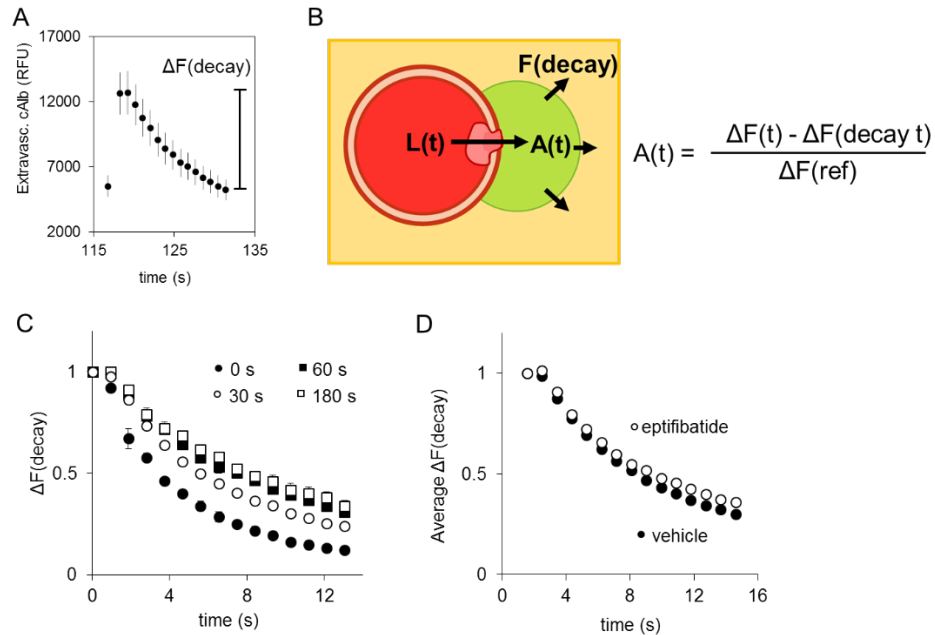 A
Extravasc. cAlb (RFU)
17000
12000
7000
2000
ΔF(decay)
115
125
135
time (s)
B
F(decay)
L(t)
A(t)
A(t) =
ΔF(t) - ΔF(decay t)
ΔF(ref)
C
ΔF(decay)
1
0.5
0
0 s
60 s
30 s
180 s
0
4
8
12
time (s)
D
Average ΔF(decay)
1
0.5
0
eptifibatide
vehicle
0
4
8
12
16
time (s)